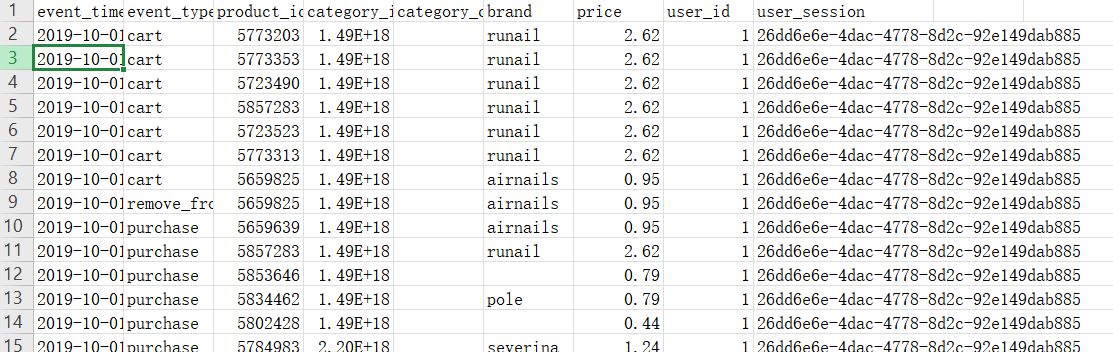 1 event_time event_type product_id category_i category_c brand price user_id user_session
2 2019-10-01 cart 5773203 1.49E+18 runail 2.62 1 26dd6e6e-4dac-4778-8d2c-92e149dab885
3 2019-10-01 cart 5773353 1.49E+18 runail 2.62 1 26dd6e6e-4dac-4778-8d2c-92e149dab885
4 2019-10-01 cart 5723490 1.49E+18 runail 2.62 1 26dd6e6e-4dac-4778-8d2c-92e149dab885
5 2019-10-01 cart 5857283 1.49E+18 runail 2.62 1 26dd6e6e-4dac-4778-8d2c-92e149dab885
6 2019-10-01 cart 5723523 1.49E+18 runail 2.62 1 26dd6e6e-4dac-4778-8d2c-92e149dab885
7 2019-10-01 cart 5773313 1.49E+18 runail 2.62 1 26dd6e6e-4dac-4778-8d2c-92e149dab885
8 2019-10-01 cart 5659825 1.49E+18 airnails 0.95 1 26dd6e6e-4dac-4778-8d2c-92e149dab885
9 2019-10-01 remove_fro 5659825 1.49E+18 airnails 0.95 1 26dd6e6e-4dac-4778-8d2c-92e149dab885
10 2019-10-01 purchase 5659639 1.49E+18 airnails 0.95 1 26dd6e6e-4dac-4778-8d2c-92e149dab885
11 2019-10-01 purchase 5857283 1.49E+18 runail 2.62 1 26dd6e6e-4dac-4778-8d2c-92e149dab885
12 2019-10-01 purchase 5853646 1.49E+18 0.79 1 26dd6e6e-4dac-4778-8d2c-92e149dab885
13 2019-10-01 purchase 5834462 1.49E+18 pole 0.79 1 26dd6e6e-4dac-4778-8d2c-92e149dab885
14 2019-10-01 purchase 5802428 1.49E+18 0.44 1 26dd6e6e-4dac-4778-8d2c-92e149dab885
15 2019-10-01 purchase 5784983 2.20E+18 severina 1.24 1 26dd6e6e-4dac-4778-8d2c-92e149dab885